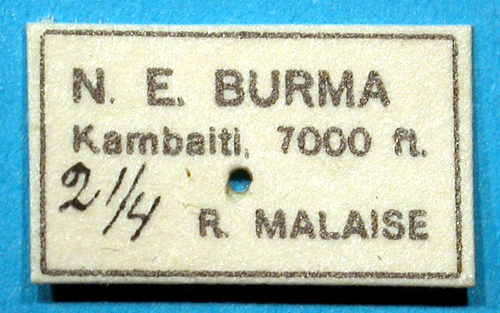 N. E. BURMA
Kambaiti, 7000 ft.
21/4 R. MALAISE